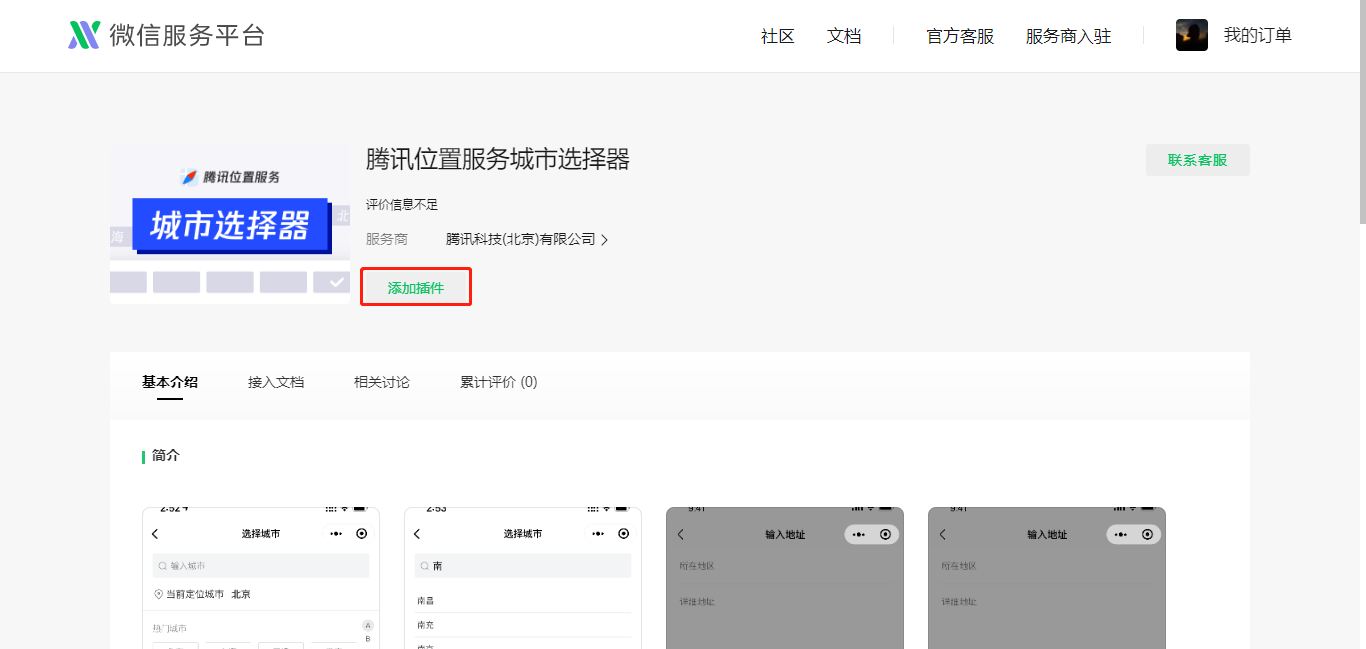 微信服务平台
社区
文档
官方客服
服务商入驻
我的订单
腾讯位置服务
城市选择器
海
北
腾讯位置服务城市选择器
联系客服
评价信息不足
服务商
腾讯科技(北京)有限公司
添加插件
基本介绍
接入文档
相关讨论
累计评价 (0)
简介
2:52
选择城市
输入城市
当前定位城市 北京
热门城市
A
B
2:53
选择城市
南
南昌
南充
南京
9:41
输入地址
所在地区
详细地址
9:41
输入地址
所在地区
详细地址